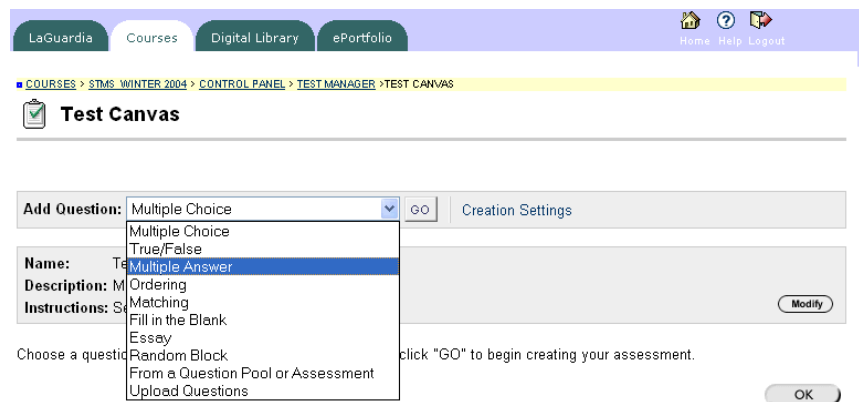 LaGuardia Courses Digital Library ePortfolio
Home Help Logout
COURSES > STMS WINTER 2004 > CONTROL PANEL > TEST MANAGER >TEST CANVAS
Test Canvas
Add Question: Multiple Choice GO Creation Settings
Multiple Choice
True/False
Name: Te Multiple Answer
Description: M Ordering
Matching
Instructions: Se Modify
Fill in the Blank
Essay
Choose a questio Random Block click "GO" to begin creating your assessment.
From a Question Pool or Assessment
Upload Questions
OK